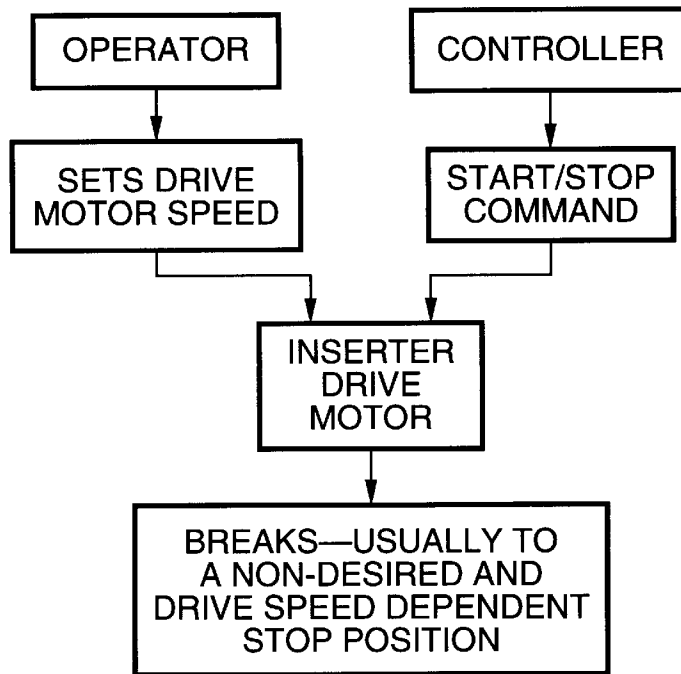 OPERATOR
CONTROLLER
SETS DRIVE
MOTOR SPEED
START/STOP
COMMAND
INSERTER
DRIVE
MOTOR
BREAKS—USUALLY TO
A NON-DESIRED AND
DRIVE SPEED DEPENDENT
STOP POSITION